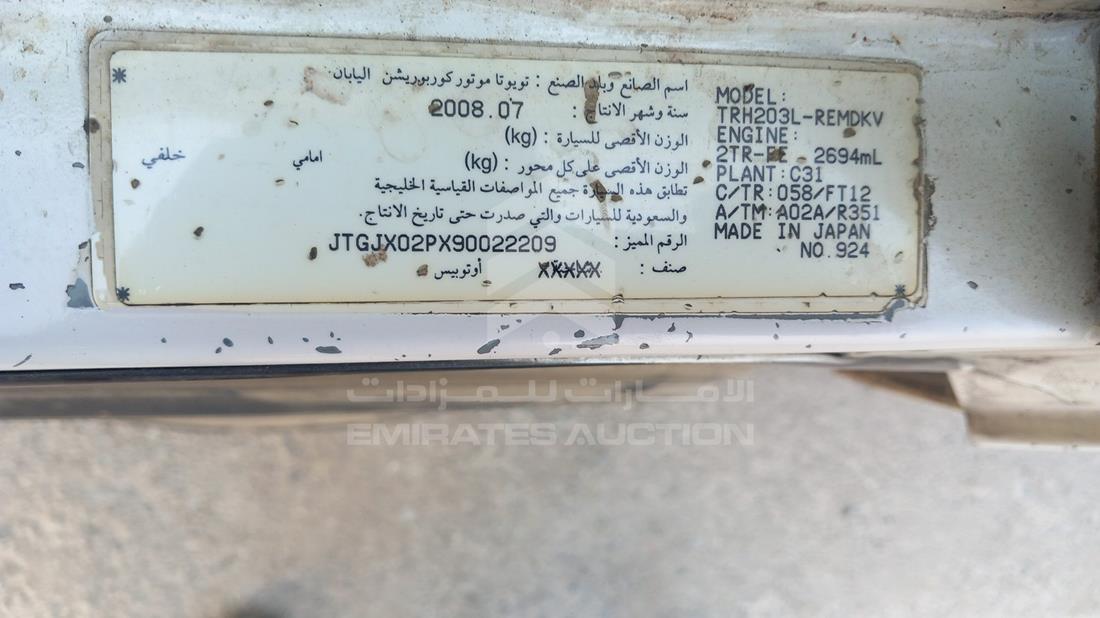 اسم الصانع وبلد الصنع : تويوتا موتور كوربوريشن اليابان
سنة وشهر الانتاج : 2008.07
الوزن الأقصى للسيارة : (kg)
الوزن الأقصى على كل محور : (kg) امامي خلفي
تطابق هذه السيارة جميع المواصفات القياسية الخليجية
والسعودية للسيارات والتي صدرت حتى تاريخ الانتاج.
الرقم المميز : JTGJX02PX90022209
صنف : XXXXX أوتوبيس
MODEL:
TRH203L-REMDKV
ENGINE:
2TR-FE 2694mL
PLANT:C31
C/TR:058/FT12
A/TM:A02A/R351
MADE IN JAPAN
NO.924
الامارات للمزادات
EMIRATES AUCTION